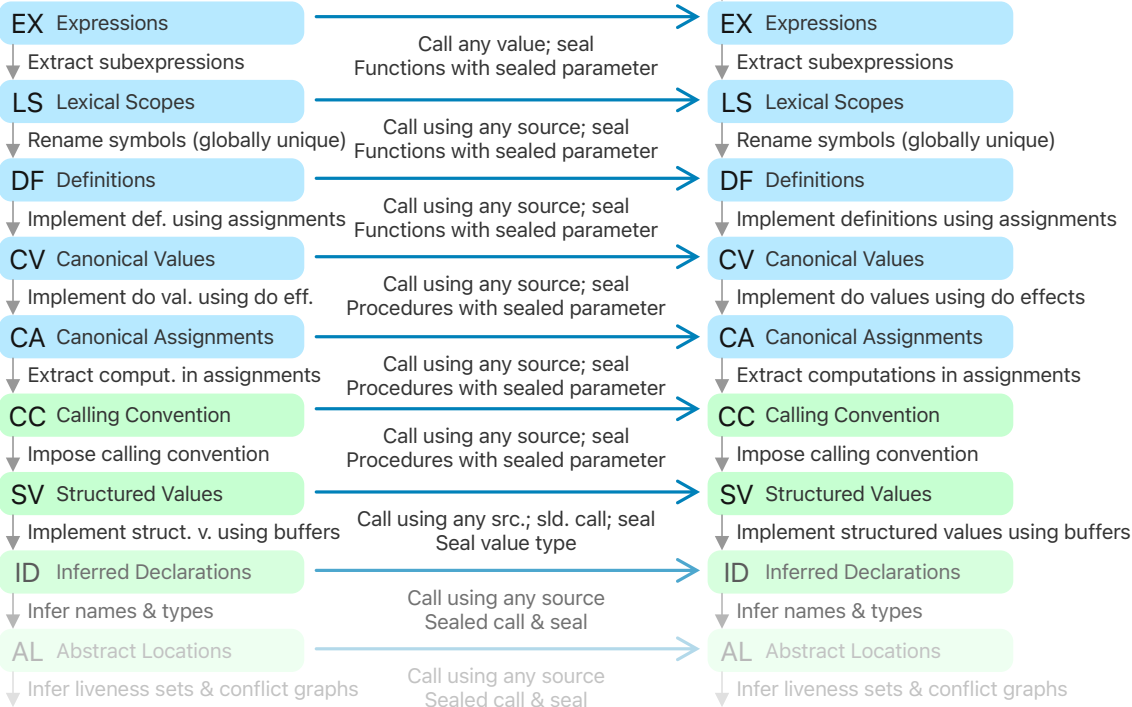 EX Expressions
EX Expressions
Call any value; seal
Functions with sealed parameter
Extract subexpressions
Extract subexpressions
LS Lexical Scopes
LS Lexical Scopes
Call using any source; seal
Functions with sealed parameter
Rename symbols (globally unique)
Rename symbols (globally unique)
DF Definitions
DF Definitions
Call using any source; seal
Functions with sealed parameter
Implement def. using assignments
Implement definitions using assignments
CV Canonical Values
CV Canonical Values
Call using any source; seal
Procedures with sealed parameter
Implement do val. using do eff.
Implement do values using do effects
CA Canonical Assignments
CA Canonical Assignments
Call using any source; seal
Procedures with sealed parameter
Extract comput. in assignments
Extract computations in assignments
CC Calling Convention
CC Calling Convention
Call using any source; seal
Procedures with sealed parameter
Impose calling convention
Impose calling convention
SV Structured Values
SV Structured Values
Call using any src.; sld. call; seal
Seal value type
Implement struct. v. using buffers
Implement structured values using buffers
ID Inferred Declarations
ID Inferred Declarations
Call using any source
Sealed call & seal
Infer names & types
Infer names & types
AL Abstract Locations
AL Abstract Locations
Call using any source
Sealed call & seal
Infer liveness sets & conflict graphs
Infer liveness sets & conflict graphs